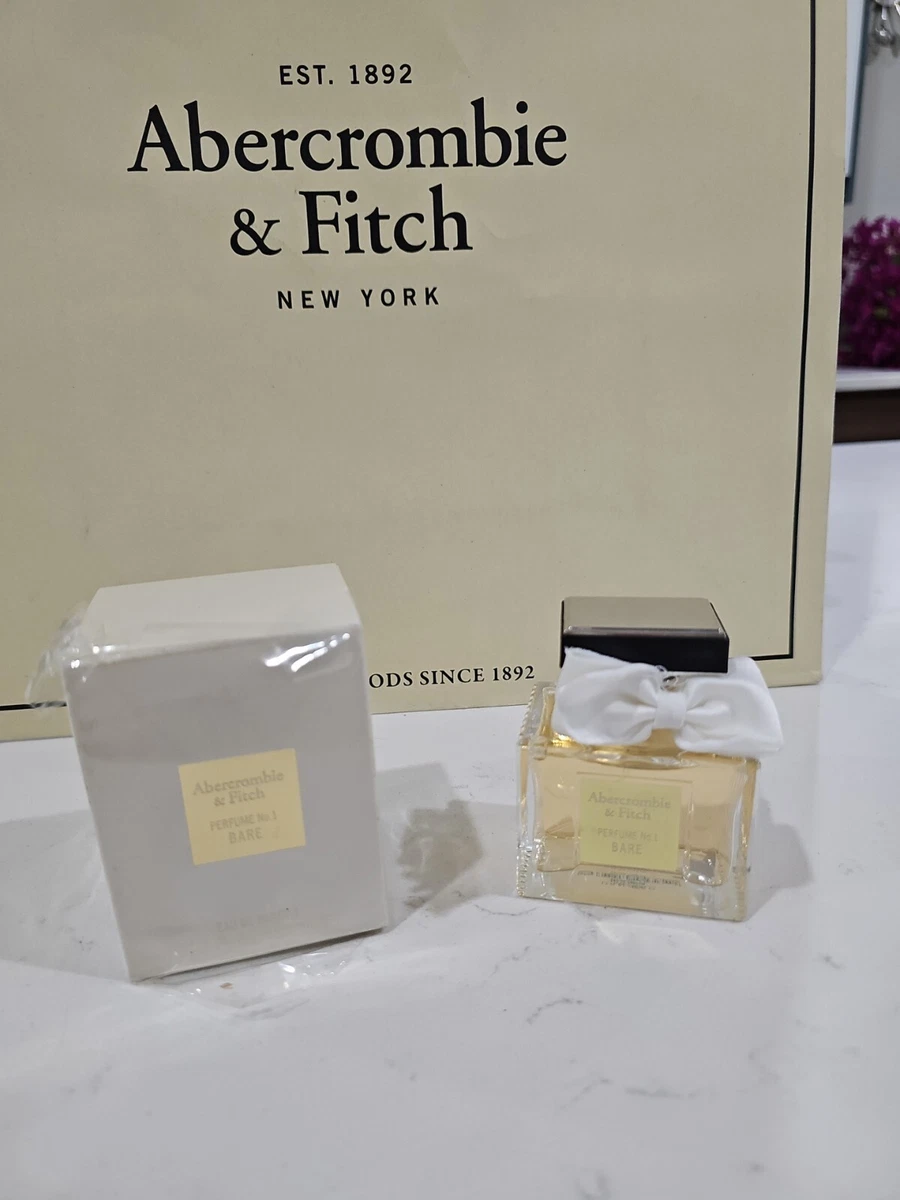 EST. 1892
Abercrombie
& Fitch
NEW YORK
ODS SINCE 1892
Abercrombie
& Fitch
PERFUME No.1
BARE
Abercrombie
& Fitch
PERFUME No.1
BARE